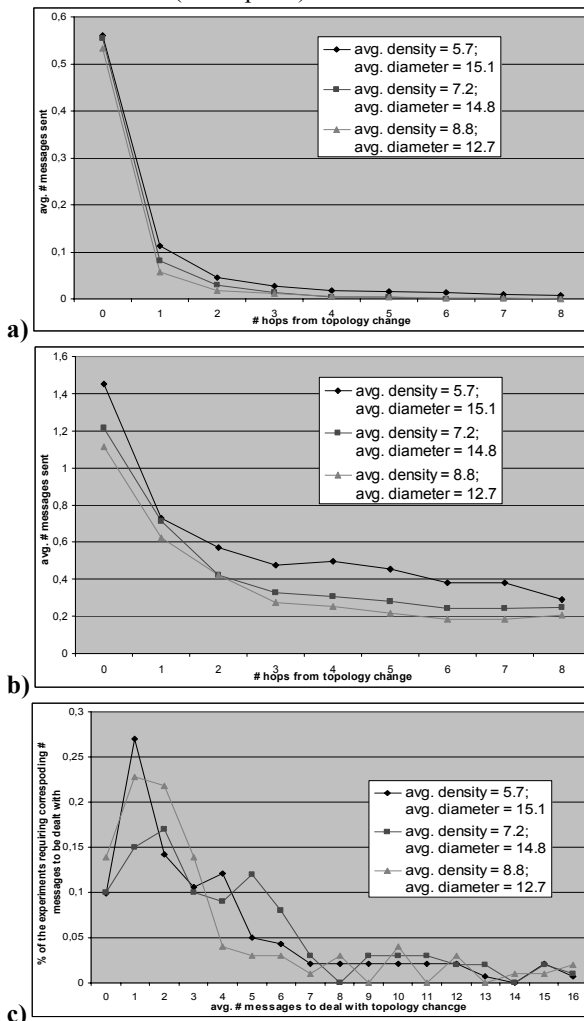 0,6
0,5
0,4
0,3
0,2
0,1
0
avg. # messages sent
avg. density = 5.7;
avg. diameter = 15.1
avg. density = 7.2;
avg. diameter = 14.8
avg. density = 8.8;
avg. diameter = 12.7
0 1 2 3 4 5 6 7 8
# hops from topology change
a)
1,6
1,4
1,2
1
0,8
0,6
0,4
0,2
0
avg. # messages sent
avg. density = 5.7;
avg. diameter = 15.1
avg. density = 7.2;
avg. diameter = 14.8
avg. density = 8.8;
avg. diameter = 12.7
0 1 2 3 4 5 6 7 8
# hops from topology change
b)
0,3
0,25
0,2
0,15
0,1
0,05
0
% of the experiments requiring correspoding #
messages to be dealt with
avg. density = 5.7;
avg. diameter = 15.1
avg. density = 7.2;
avg. diameter = 14.8
avg. density = 8.8;
avg. diameter = 12.7
0 1 2 3 4 5 6 7 8 9 10 11 12 13 14 15 16
avg. # messages to deal with topology chancge
c)